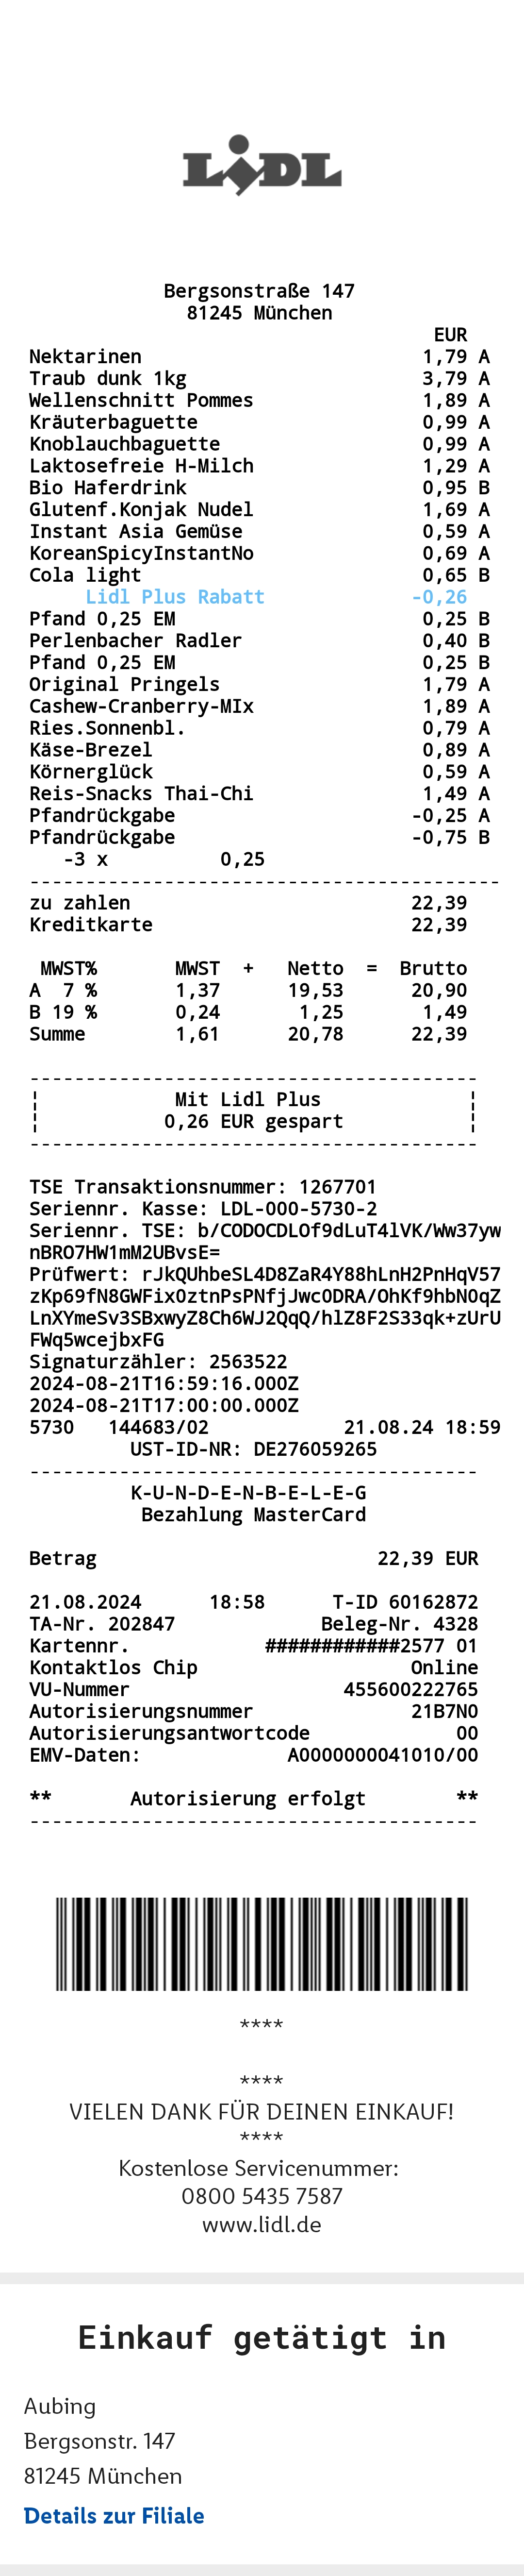 LIDL
Bergsonstraße 147
81245 München
EUR
Nektarinen 1,79 A
Traub dunk 1kg 3,79 A
Wellenschnitt Pommes 1,89 A
Kräuterbaguette 0,99 A
Knoblauchbaguette 0,99 A
Laktosefreie H-Milch 1,29 A
Bio Haferdrink 0,95 B
Glutenf.Konjak Nudel 1,69 A
Instant Asia Gemüse 0,59 A
KoreanSpicyInstantNo 0,69 A
Cola light 0,65 B
Lidl Plus Rabatt -0,26
Pfand 0,25 EM 0,25 B
Perlenbacher Radler 0,40 B
Pfand 0,25 EM 0,25 B
Original Pringels 1,79 A
Cashew-Cranberry-MIx 1,89 A
Ries.Sonnenbl. 0,79 A
Käse-Brezel 0,89 A
Körnerglück 0,59 A
Reis-Snacks Thai-Chi 1,49 A
Pfandrückgabe -0,25 A
Pfandrückgabe -0,75 B
-3 x 0,25
------------------------------------------
zu zahlen 22,39
Kreditkarte 22,39
MWST% MWST + Netto = Brutto
A 7 % 1,37 19,53 20,90
B 19 % 0,24 1,25 1,49
Summe 1,61 20,78 22,39
----------------------------------------
¦ Mit Lidl Plus ¦
¦ 0,26 EUR gespart ¦
----------------------------------------
TSE Transaktionsnummer: 1267701
Seriennr. Kasse: LDL-000-5730-2
Seriennr. TSE: b/CODOCDLOf9dLuT4lVK/Ww37yw
nBRO7HW1mM2UBvsE=
Prüfwert: rJkQUhbeSL4D8ZaR4Y88hLnH2PnHqV57
zKp69fN8GWFixOztnPsPNfjJwc0DRA/OhKf9hbN0qZ
LnXYmeSv3SBxwyZ8Ch6WJ2QqQ/hlZ8F2S33qk+zUrU
FWq5wcejbxFG
Signaturzähler: 2563522
2024-08-21T16:59:16.000Z
2024-08-21T17:00:00.000Z
5730 144683/02 21.08.24 18:59
UST-ID-NR: DE276059265
----------------------------------------
K-U-N-D-E-N-B-E-L-E-G
Bezahlung MasterCard
Betrag 22,39 EUR
21.08.2024 18:58 T-ID 60162872
TA-Nr. 202847 Beleg-Nr. 4328
Kartennr. ############2577 01
Kontaktlos Chip Online
VU-Nummer 455600222765
Autorisierungsnummer 21B7N0
Autorisierungsantwortcode 00
EMV-Daten: A0000000041010/00
** Autorisierung erfolgt **
----------------------------------------
****
****
VIELEN DANK FÜR DEINEN EINKAUF!
****
Kostenlose Servicenummer:
0800 5435 7587
www.lidl.de
Einkauf getätigt in
Aubing
Bergsonstr. 147
81245 München
Details zur Filiale